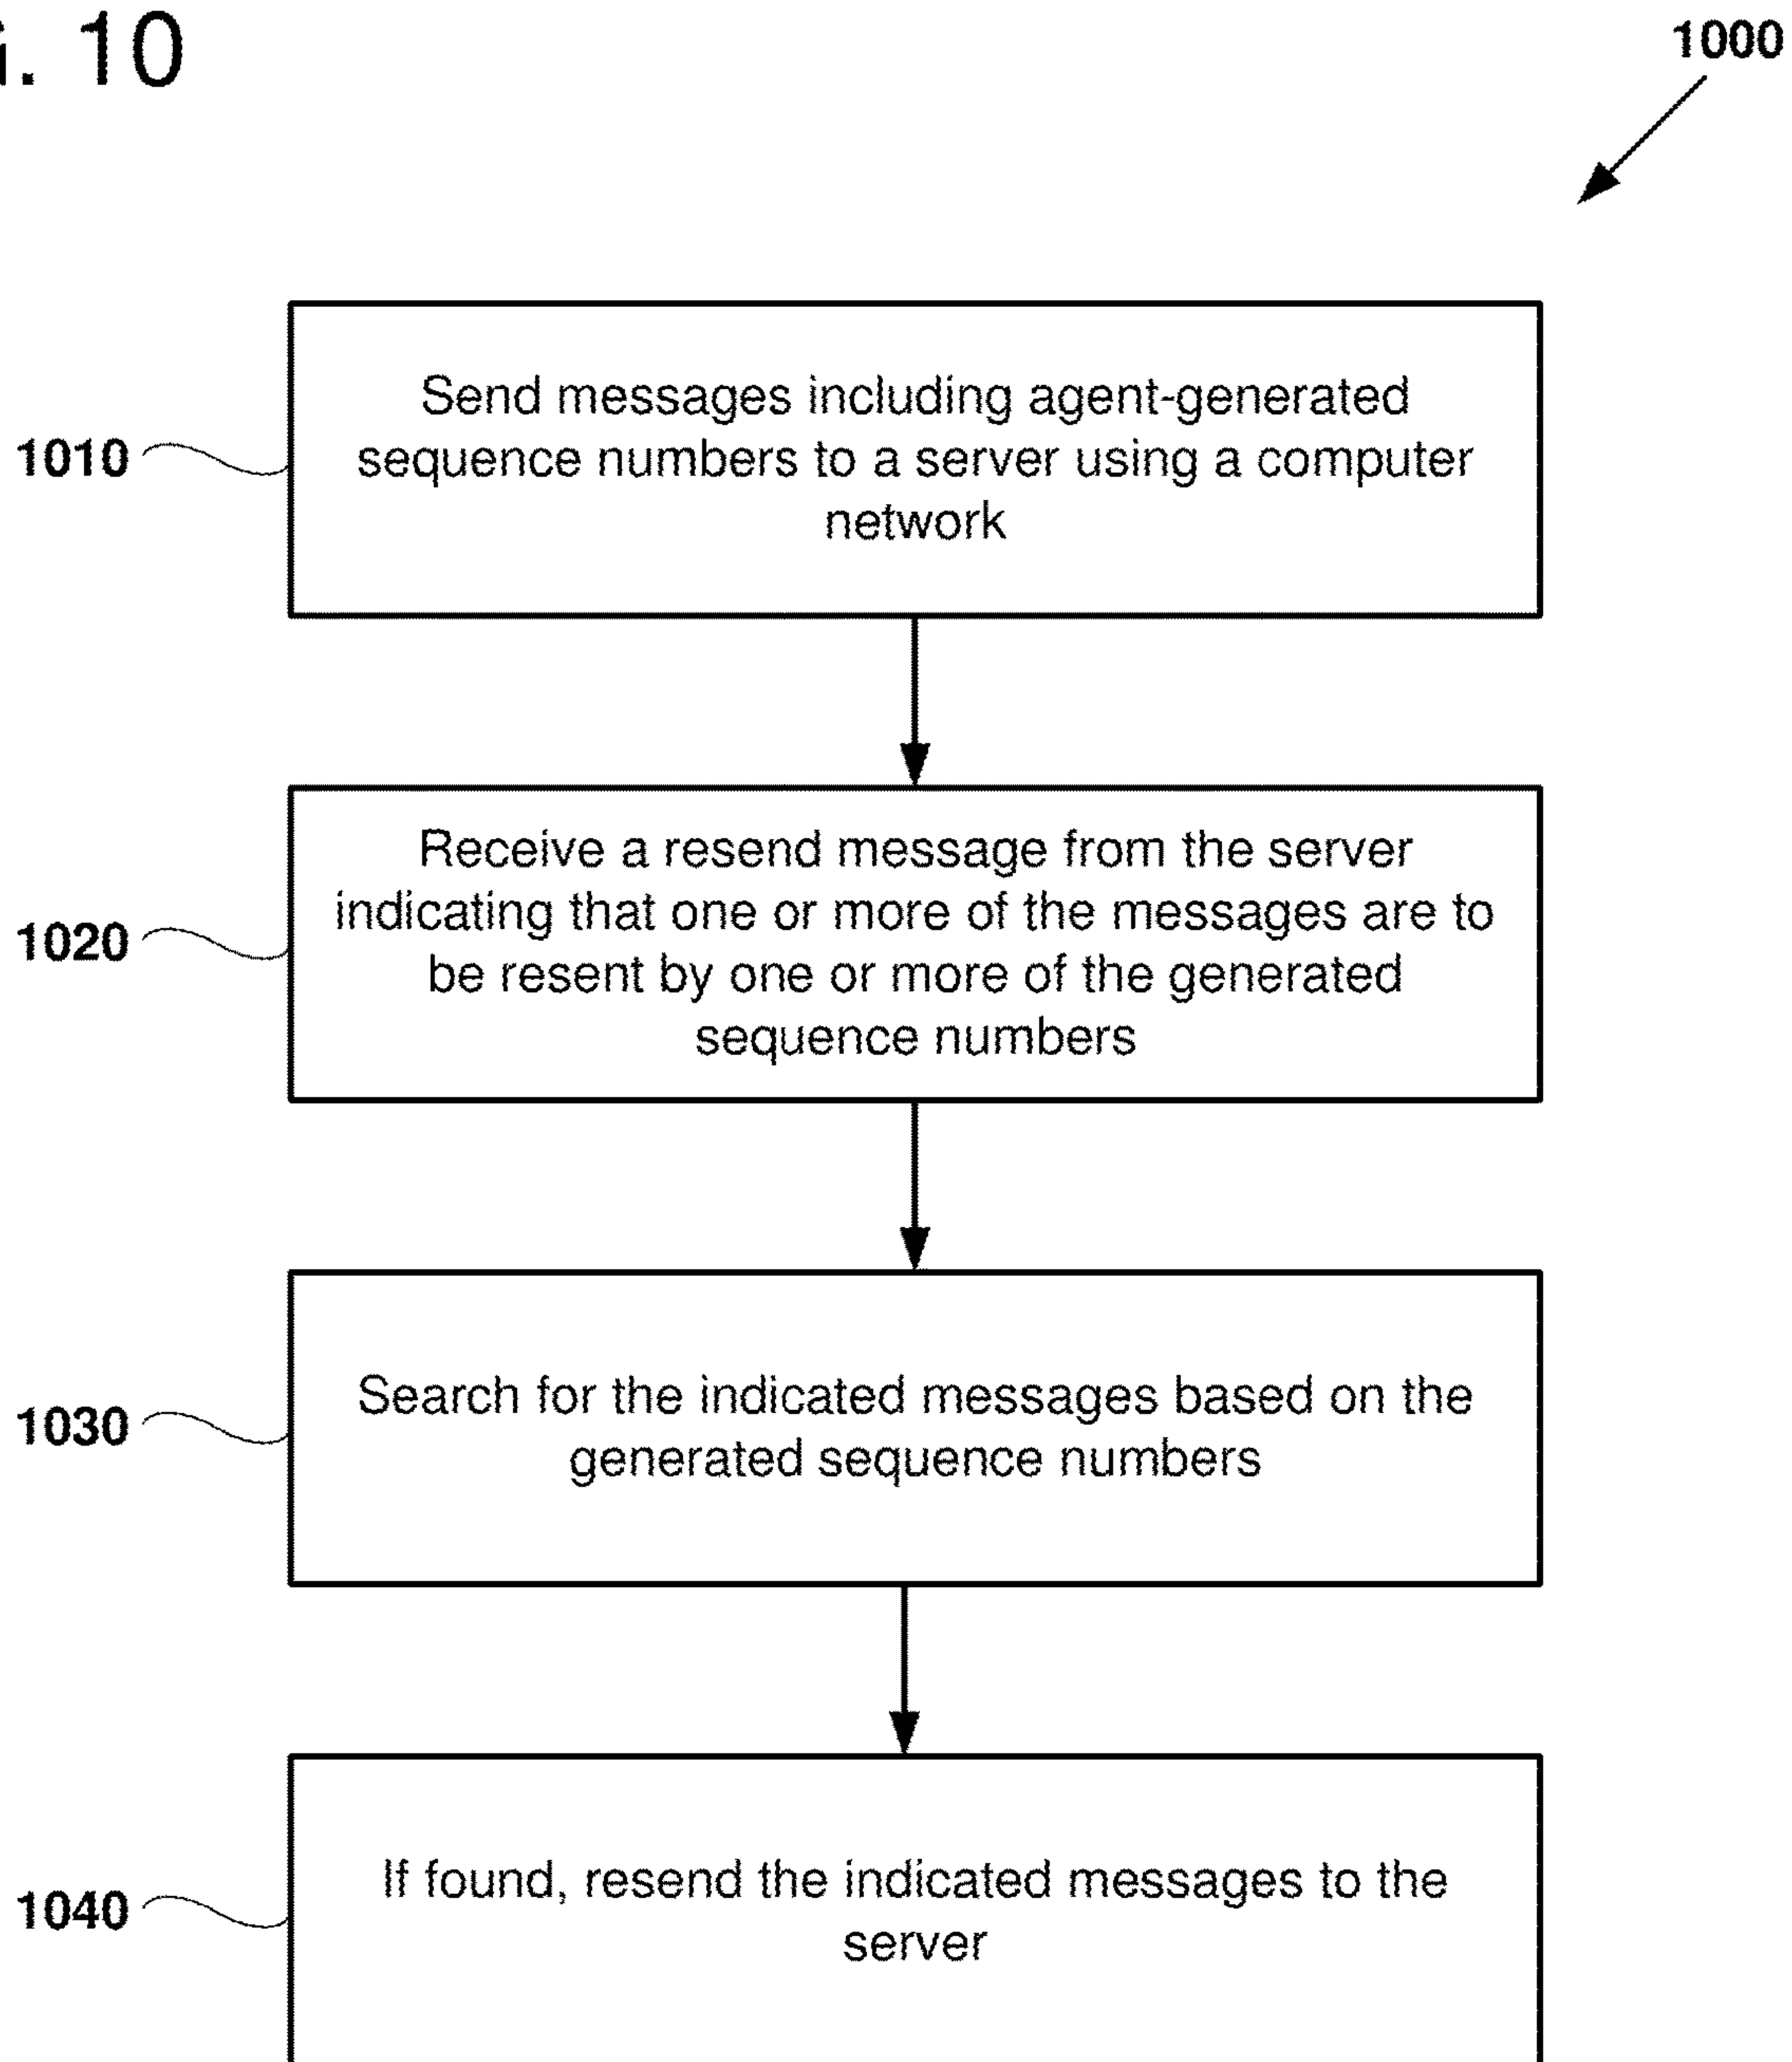 . 10
1000
Send messages including agent-generated
1010
sequence numbers to a server using a computer
network
Receive a resend message from the server
indicating that one or more of the messages are to
1020
be resent by one or more of the generated
sequence numbers
Search for the indicated messages based on the
1030
generated sequence numbers
If found, resend the indicated messages to the
1040
server